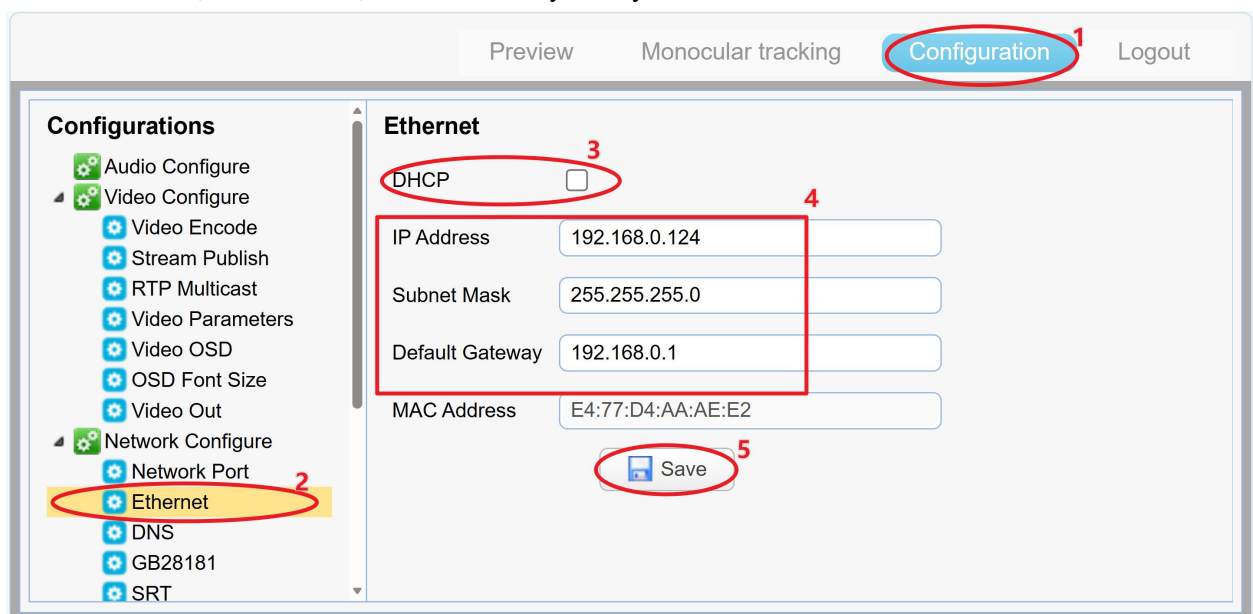 Preview Monocular tracking Configuration 1 Logout
Configurations
Audio Configure
Video Configure
Video Encode
Stream Publish
RTP Multicast
Video Parameters
Video OSD
OSD Font Size
Video Out
Network Configure
Network Port
Ethernet 2
DNS
GB28181
SRT
Ethernet
DHCP 3
4
IP Address 192.168.0.124
Subnet Mask 255.255.255.0
Default Gateway 192.168.0.1
MAC Address E4:77:D4:AA:AE:E2
Save 5